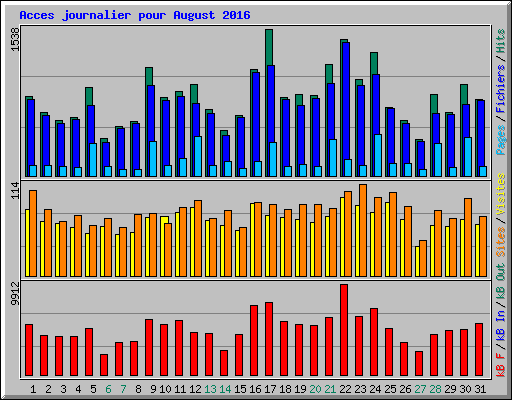 Acces journalier pour August 2016
1538
114
9912
Pages / Fichiers / Hits
Sites / Visites
kB F / kB In / kB Out
1 2 3 4 5 6 7 8 9 10 11 12 13 14 15 16 17 18 19 20 21 22 23 24 25 26 27 28 29 30 31